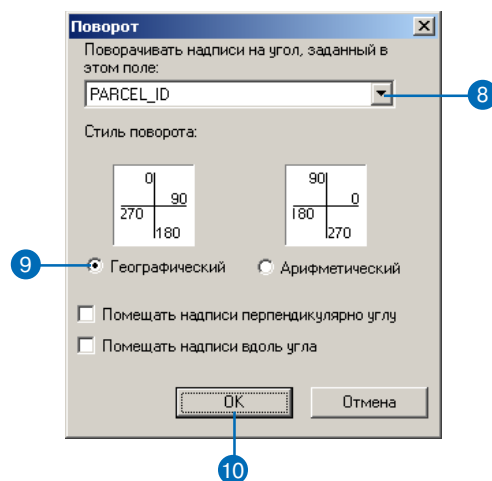 Поворот
Поворачивать надписи на угол, заданный в
этом поле:
PARCEL_ID
8
Стиль поворота:
0
90
270
180
90
0
180
270
9
Географический
Арифметический
Помещать надписи перпендикулярно углу
Помещать надписи вдоль угла
OK
Отмена
10